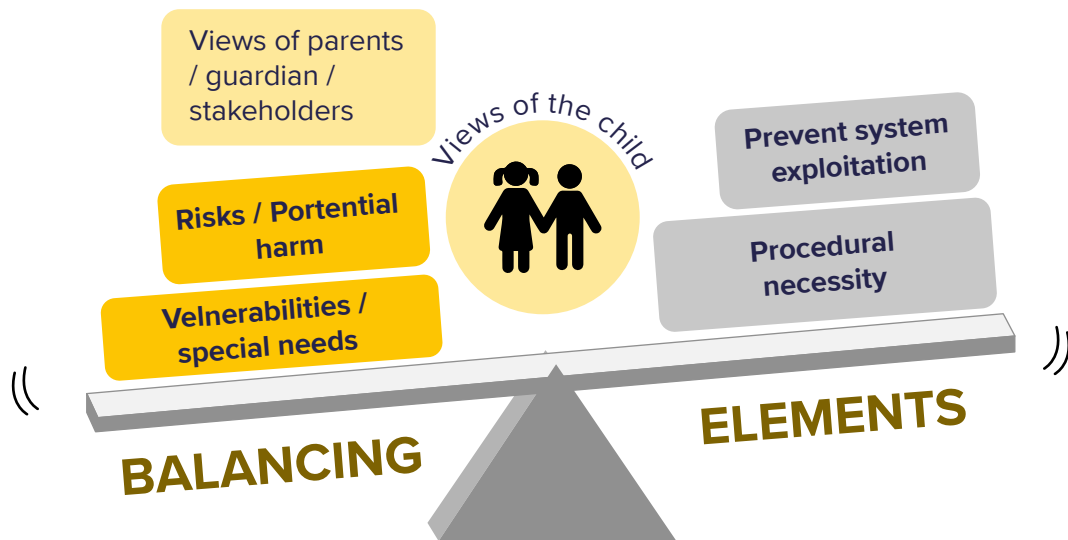 Views of parents
/ guardian /
stakeholders
Views of the child
Prevent system
exploitation
Risks / Portential
harm
Procedural
necessity
Velnerabilities /
special needs
BALANCING
ELEMENTS